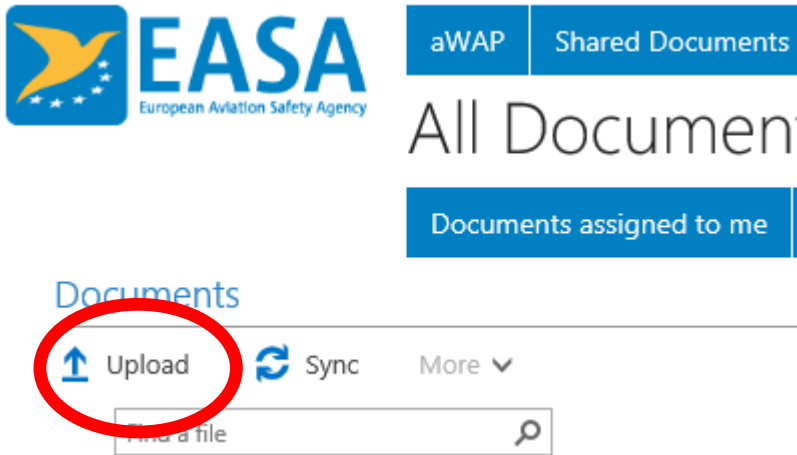 EASA
European Aviation Safety Agency
aWAP Shared Documents
All Document
Documents assigned to me
Documents
Upload Sync More
Find a file